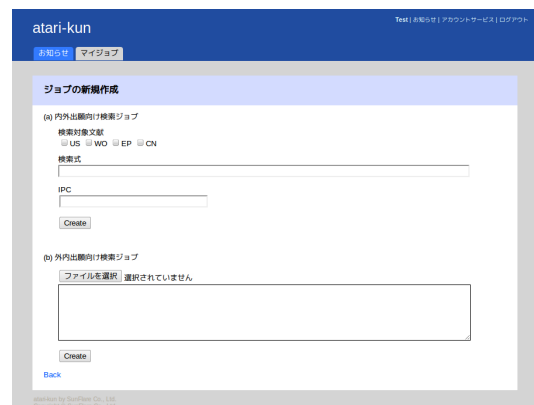 atari-kun
Test | お知らせ | アカウントサービス | ログアウト
お知らせ マイジョブ
ジョブの新規作成
(a) 内外出願向け検索ジョブ
検索対象文献
US WO EP CN
検索式
IPC
Create
(b) 外内出願向け検索ジョブ
ファイルを選択 選択されていません
Create
Back
atari-kun by SunFlare Co., Ltd.